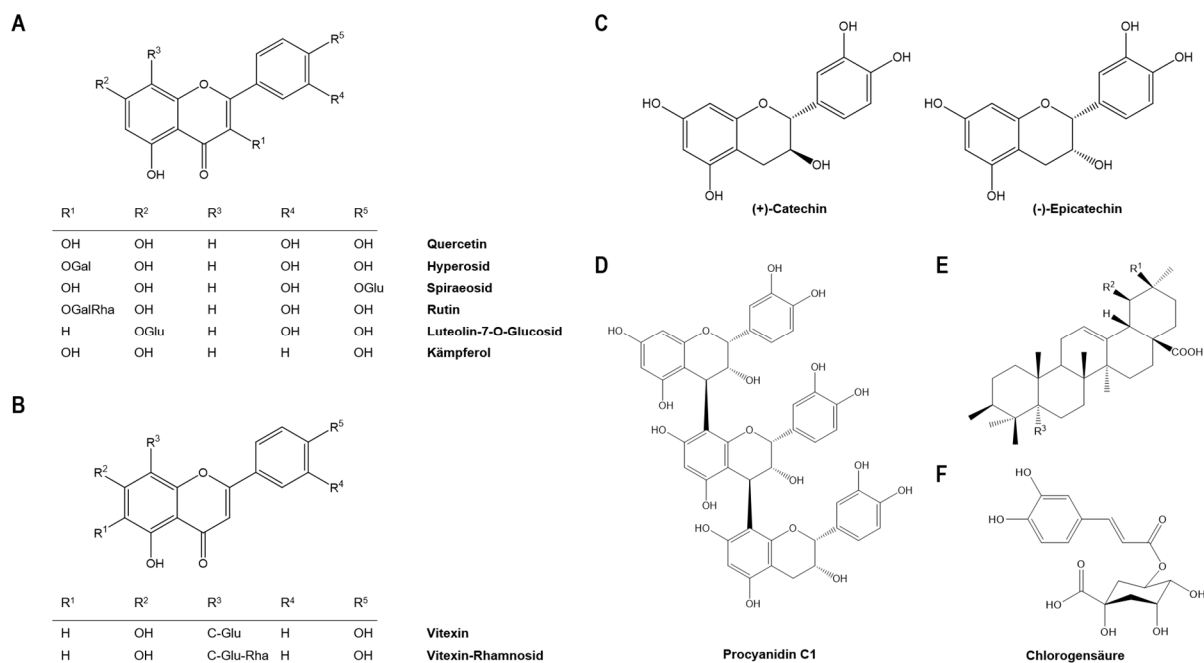 A
R³
R⁵
R²
O
R⁴
R¹
OH
O
R¹ R² R³ R⁴ R⁵
OH OH H OH OH Quercetin
OGal OH H OH OH Hyperosid
OH OH H OH OGlu Spiraeosid
OGalRha OH H OH OH Rutin
H OGlu H OH OH Luteolin-7-O-Glucosid
OH OH H H OH Kämpferol
B
R³
R⁵
R²
O
R⁴
R¹
OH
O
R¹ R² R³ R⁴ R⁵
H OH C-Glu H OH Vitexin
H OH C-Glu-Rha H OH Vitexin-Rhamnosid
C
OH
OH
HO
O
OH
OH
(+)-Catechin
OH
OH
HO
O
OH
OH
(-)-Epicatechin
D
OH
OH
HO
O
OH
OH
OH
OH
HO
O
OH
OH
OH
OH
HO
O
OH
OH
Procyanidin C1
E
R¹
R²
H
COOH
R³
F
HO
HO
O
O
O
HO
OH
OH
OH
Chlorogensäure